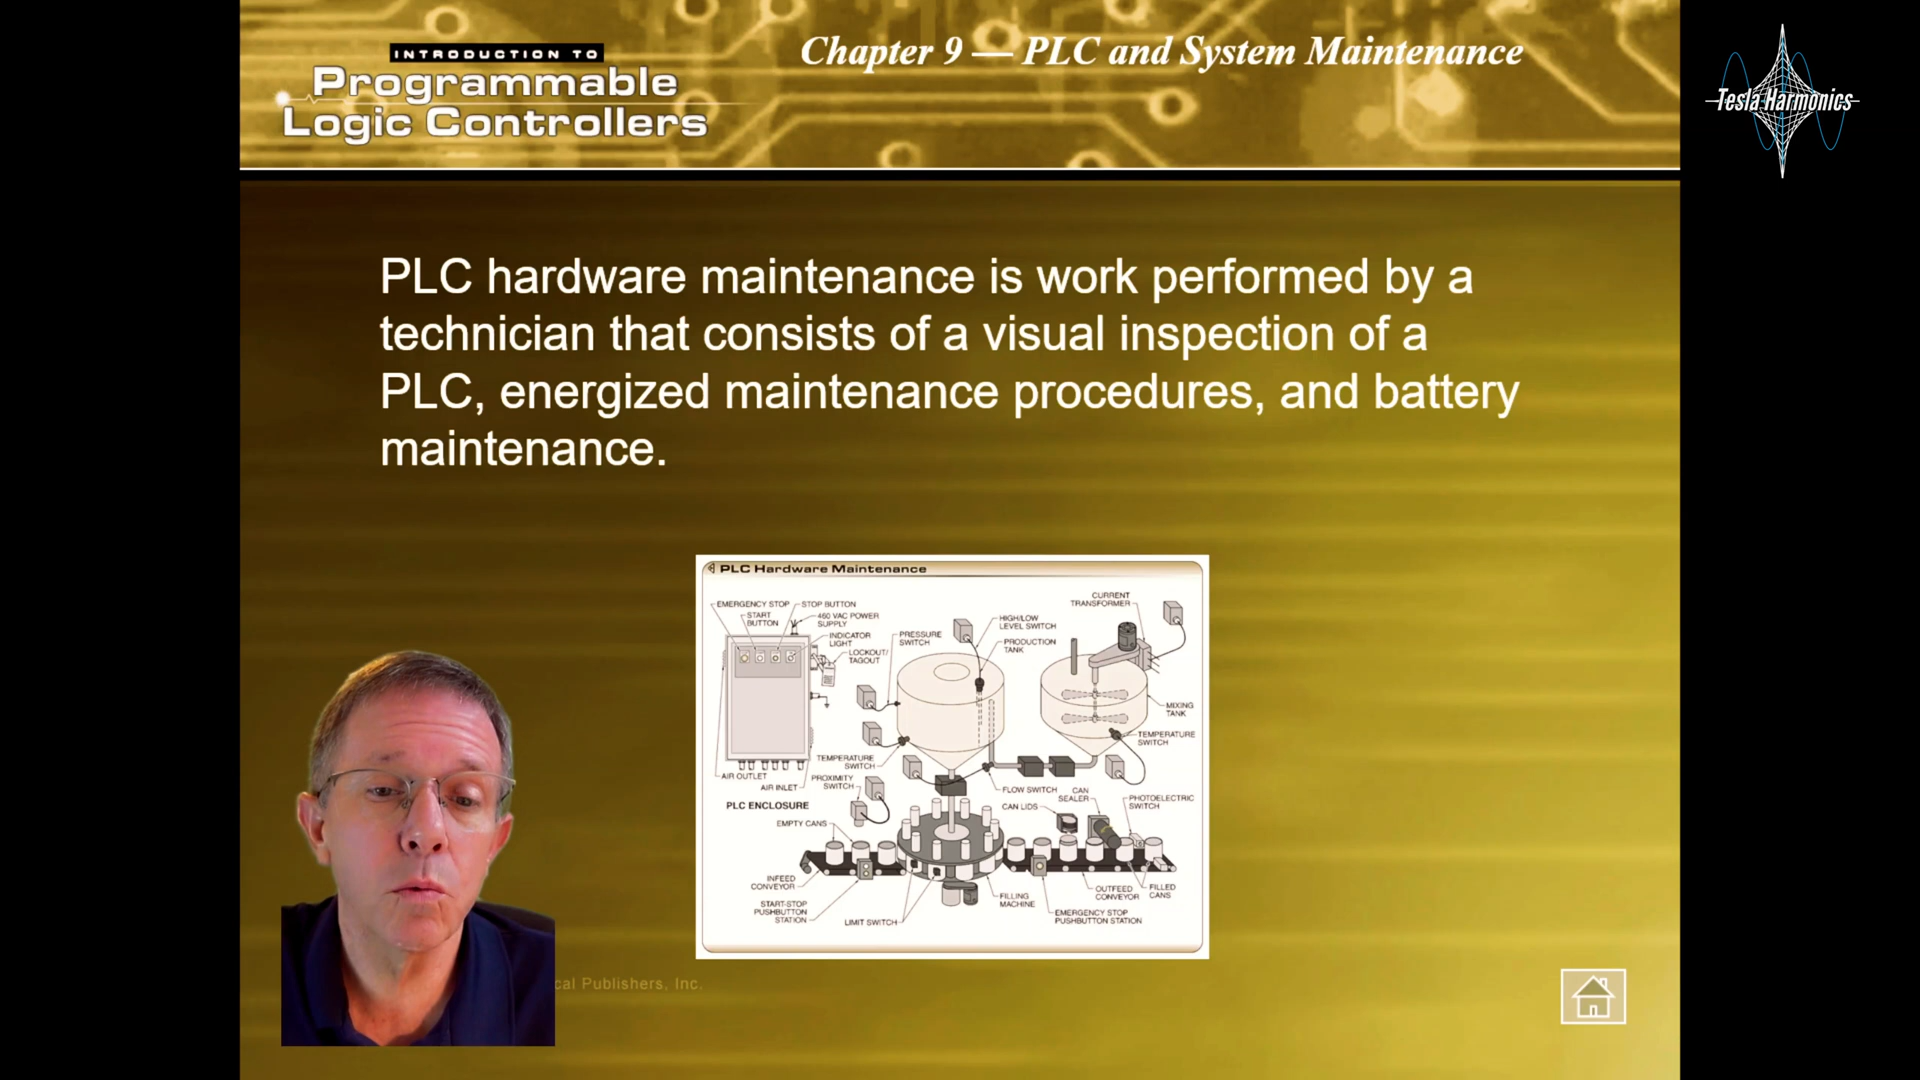 INTRODUCTION TO
Programmable
Logic Controllers
Chapter 9 — PLC and System Maintenance
Tesla Harmonics
PLC hardware maintenance is work performed by a
technician that consists of a visual inspection of a
PLC, energized maintenance procedures, and battery
maintenance.
PLC Hardware Maintenance
EMERGENCY STOP
STOP BUTTON
START
BUTTON
460 VAC POWER
SUPPLY
INDICATOR
LIGHT
LOCKOUT/
TAGOUT
PRESSURE
SWITCH
HIGH/LOW
LEVEL SWITCH
PRODUCTION
TANK
CURRENT
TRANSFORMER
MIXING
TANK
TEMPERATURE
SWITCH
TEMPERATURE
SWITCH
AIR OUTLET
AIR INLET
PROXIMITY
SWITCH
PLC ENCLOSURE
FLOW SWITCH
CAN
SEALER
CAN LIDS
PHOTOELECTRIC
SWITCH
EMPTY CANS
INFEED
CONVEYOR
START-STOP
PUSHBUTTON
STATION
LIMIT SWITCH
FILLING
MACHINE
OUTFEED
CONVEYOR
FILLED
CANS
EMERGENCY STOP
PUSHBUTTON STATION
cal Publishers, Inc.